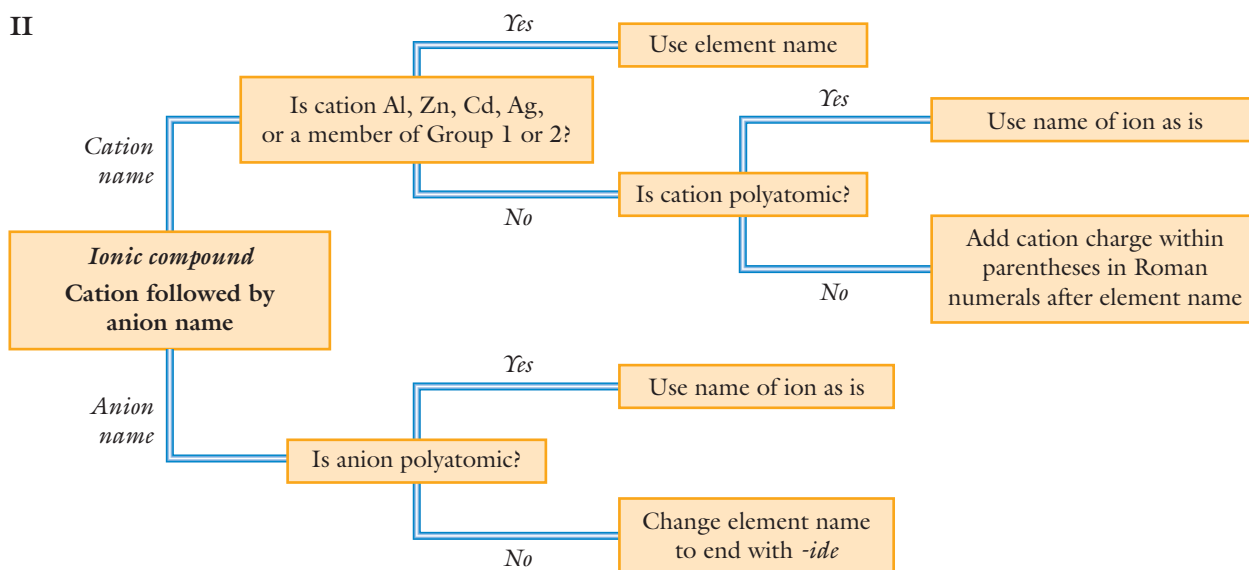 II
Yes
Use element name
Is cation Al, Zn, Cd, Ag,
or a member of Group 1 or 2?
Yes
Use name of ion as is
Cation
name
No
Is cation polyatomic?
Ionic compound
Cation followed by
anion name
No
Add cation charge within
parentheses in Roman
numerals after element name
Anion
name
Yes
Use name of ion as is
Is anion polyatomic?
No
Change element name
to end with -ide